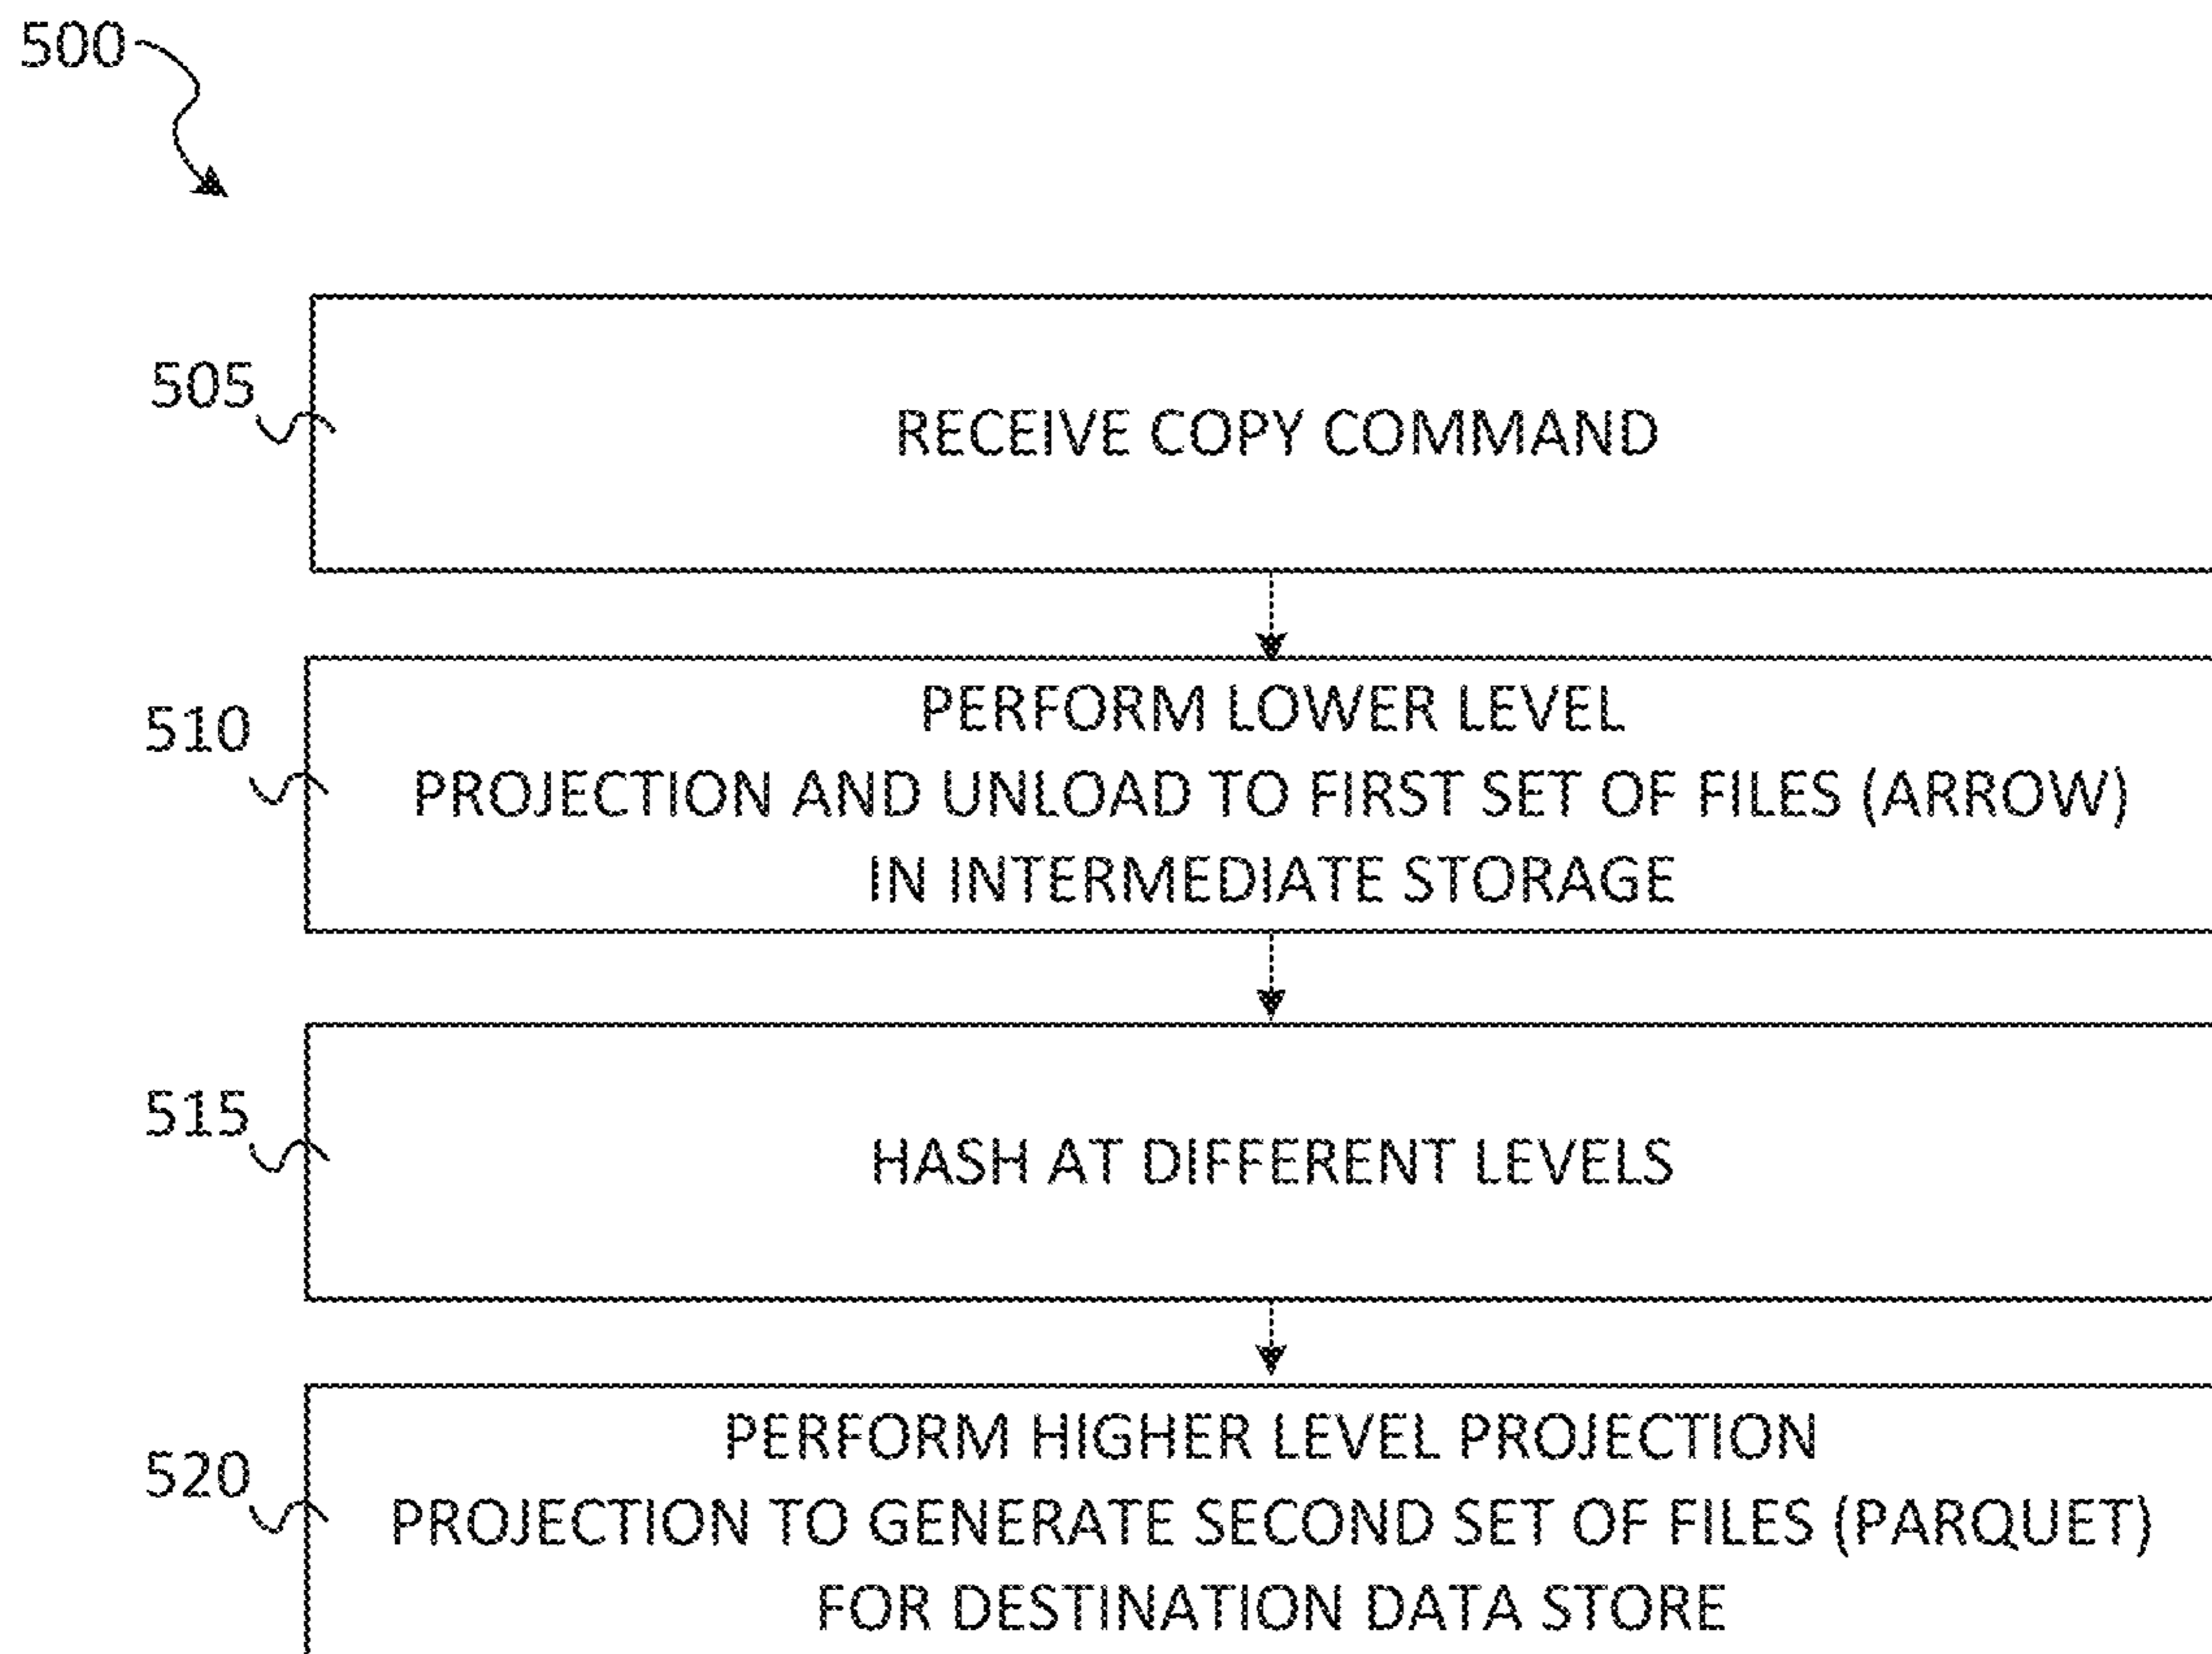 500
505
RECEIVE COPY COMMAND
510
PERFORM LOWER LEVEL
PROJECTION AND UNLOAD TO FIRST SET OF FILES (ARROW)
IN INTERMEDIATE STORAGE
515
HASH AT DIFFERENT LEVELS
520
PERFORM HIGHER LEVEL PROJECTION
PROJECTION TO GENERATE SECOND SET OF FILES (PARQUET)
FOR DESTINATION DATA STORE